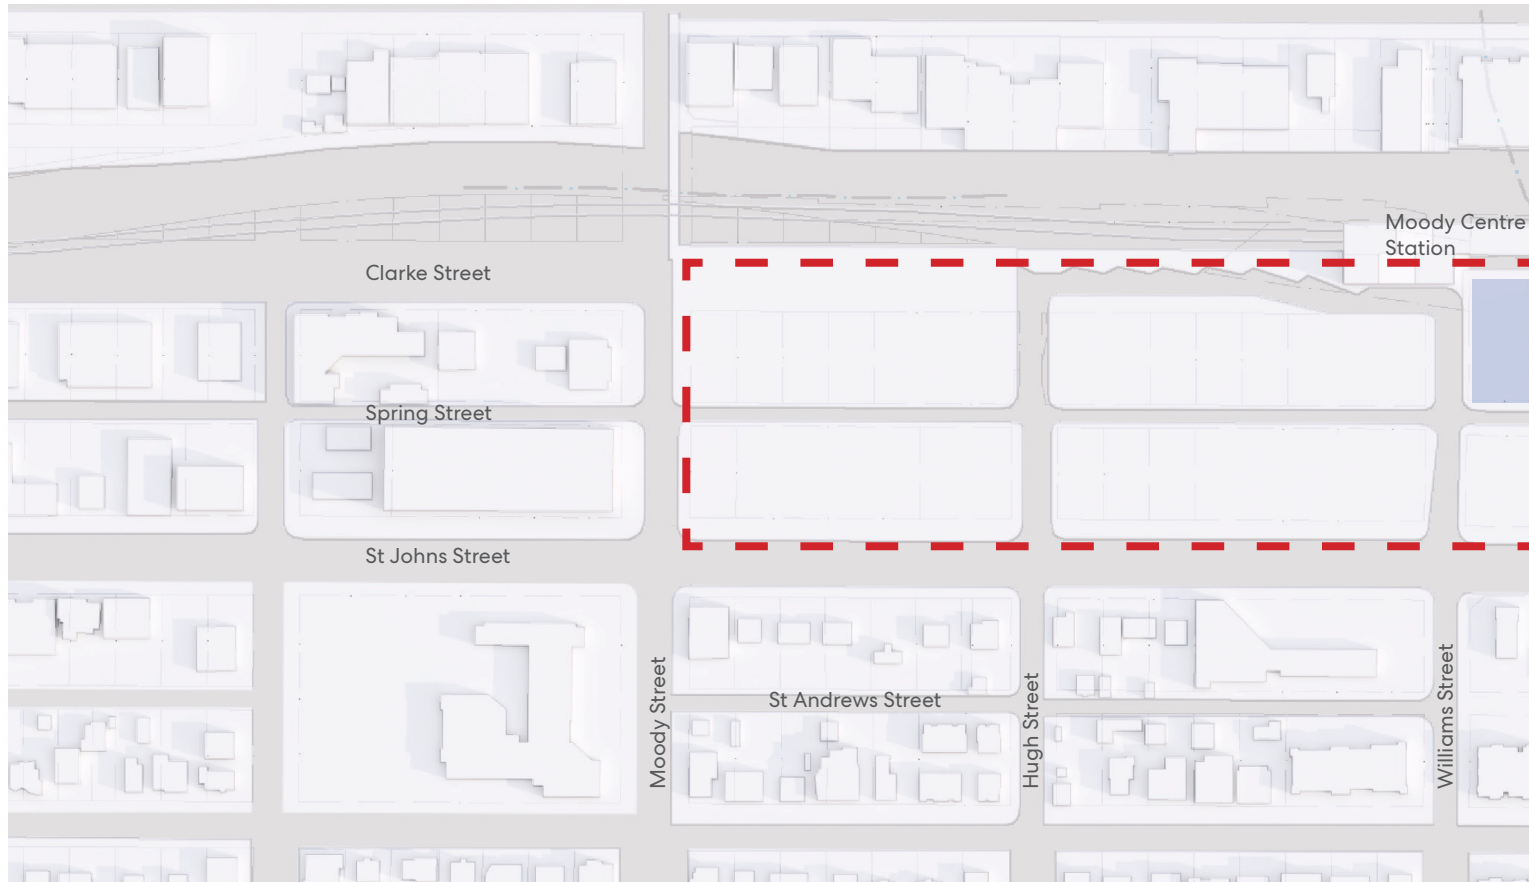 Moody Centre
Station
Clarke Street
Spring Street
St Johns Street
Moody Street
St Andrews Street
Hugh Street
Williams Street